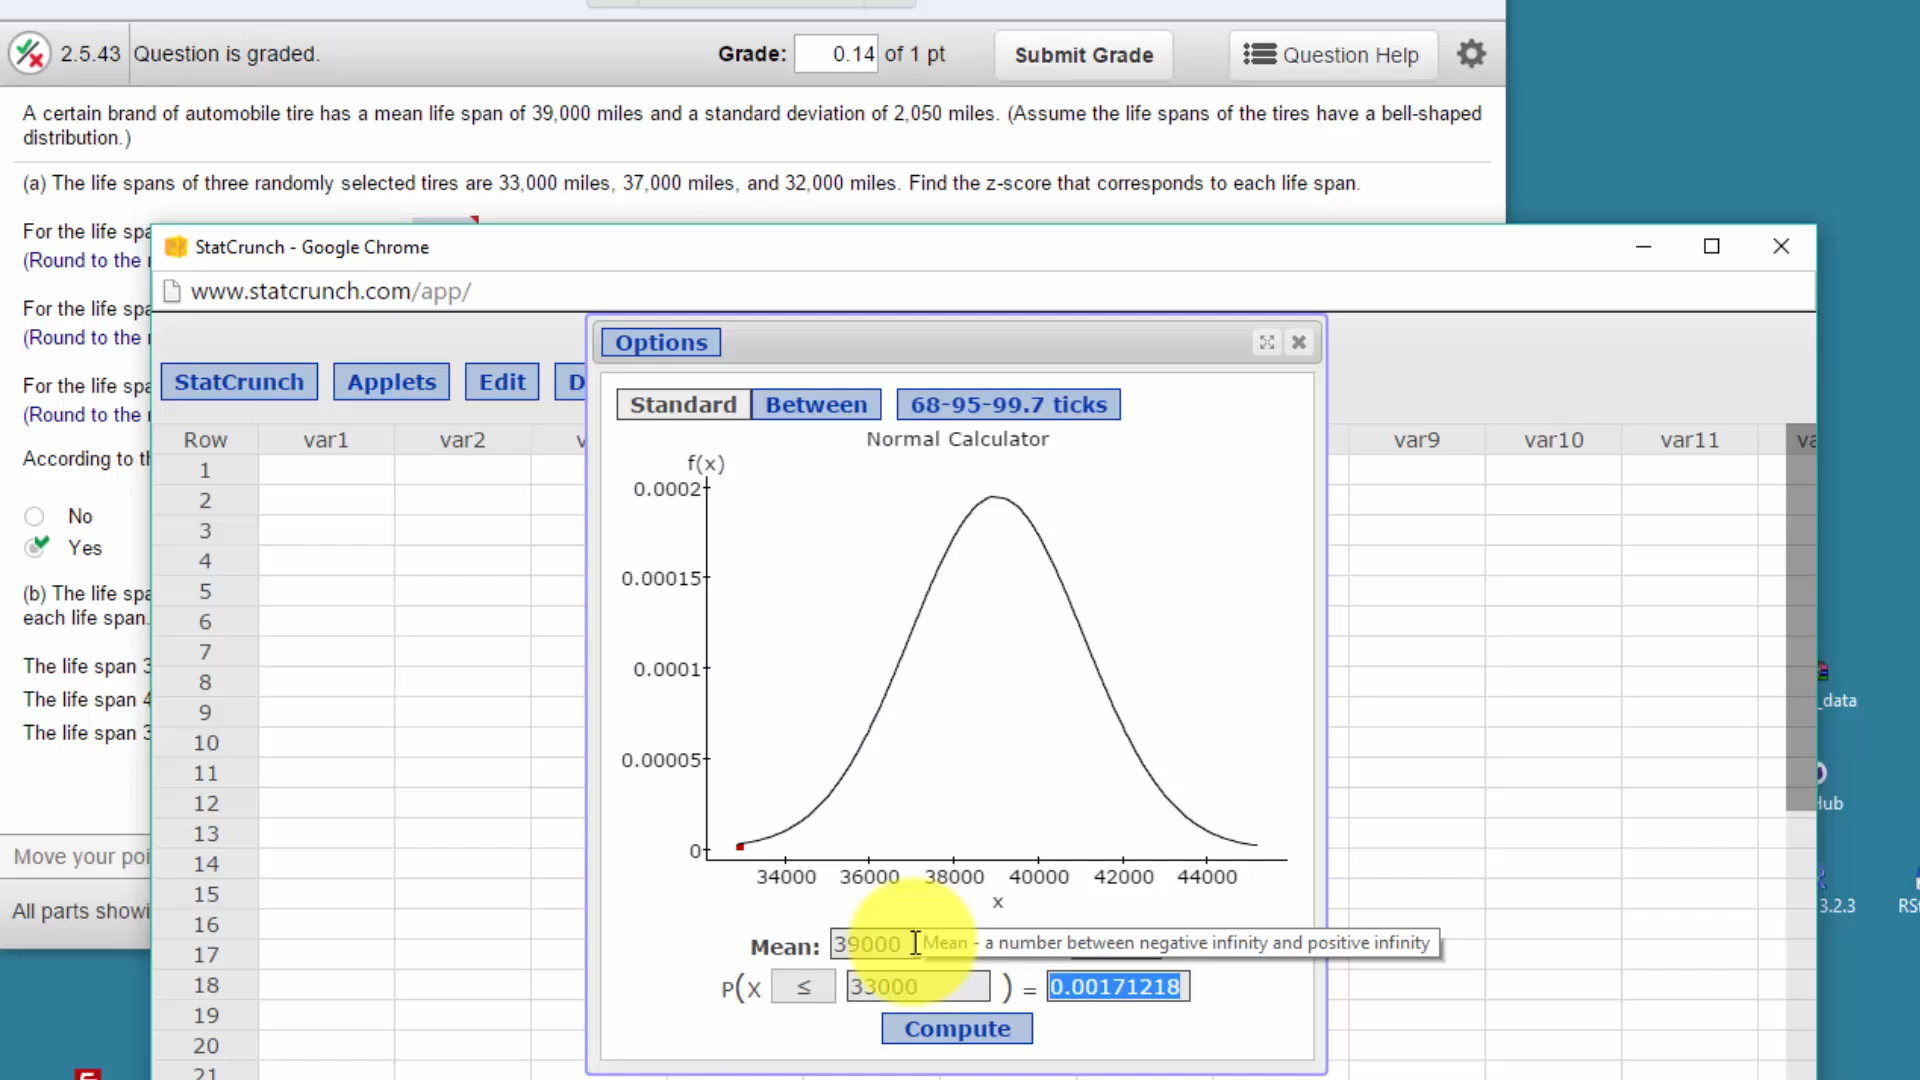 2.5.43 Question is graded.
Grade: 0.14 of 1 pt
Submit Grade
Question Help
A certain brand of automobile tire has a mean life span of 39,000 miles and a standard deviation of 2,050 miles. (Assume the life spans of the tires have a bell-shaped
distribution.)
(a) The life spans of three randomly selected tires are 33,000 miles, 37,000 miles, and 32,000 miles. Find the z-score that corresponds to each life span.
For the life spa
(Round to the
For the life spa
(Round to the
For the life spa
(Round to the
According to th
No
Yes
(b) The life spa
each life span.
The life span 3
The life span 4
The life span 3
Move your poi
All parts showi
StatCrunch - Google Chrome
www.statcrunch.com/app/
StatCrunch Applets Edit D
Options
Standard Between 68-95-99.7 ticks
Normal Calculator
f(x)
0.0002
0.00015
0.0001
0.00005
0
34000 36000 38000 40000 42000 44000
x
Mean: 39000
Mean - a number between negative infinity and positive infinity
P(X ≤ 33000 ) = 0.00171218
Compute
Row var1 var2 var9 var10 var11 va
1
2
3
4
5
6
7
8
9
10
11
12
13
14
15
16
17
18
19
20
21
_data
Hub
3.2.3
RSt